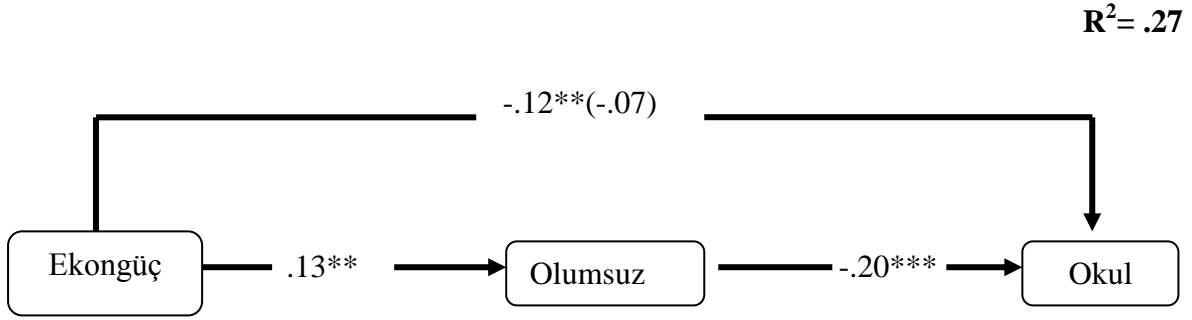 R²= .27
-.12**(-.07)
Ekongüç
.13**
Olumsuz
-.20***
Okul